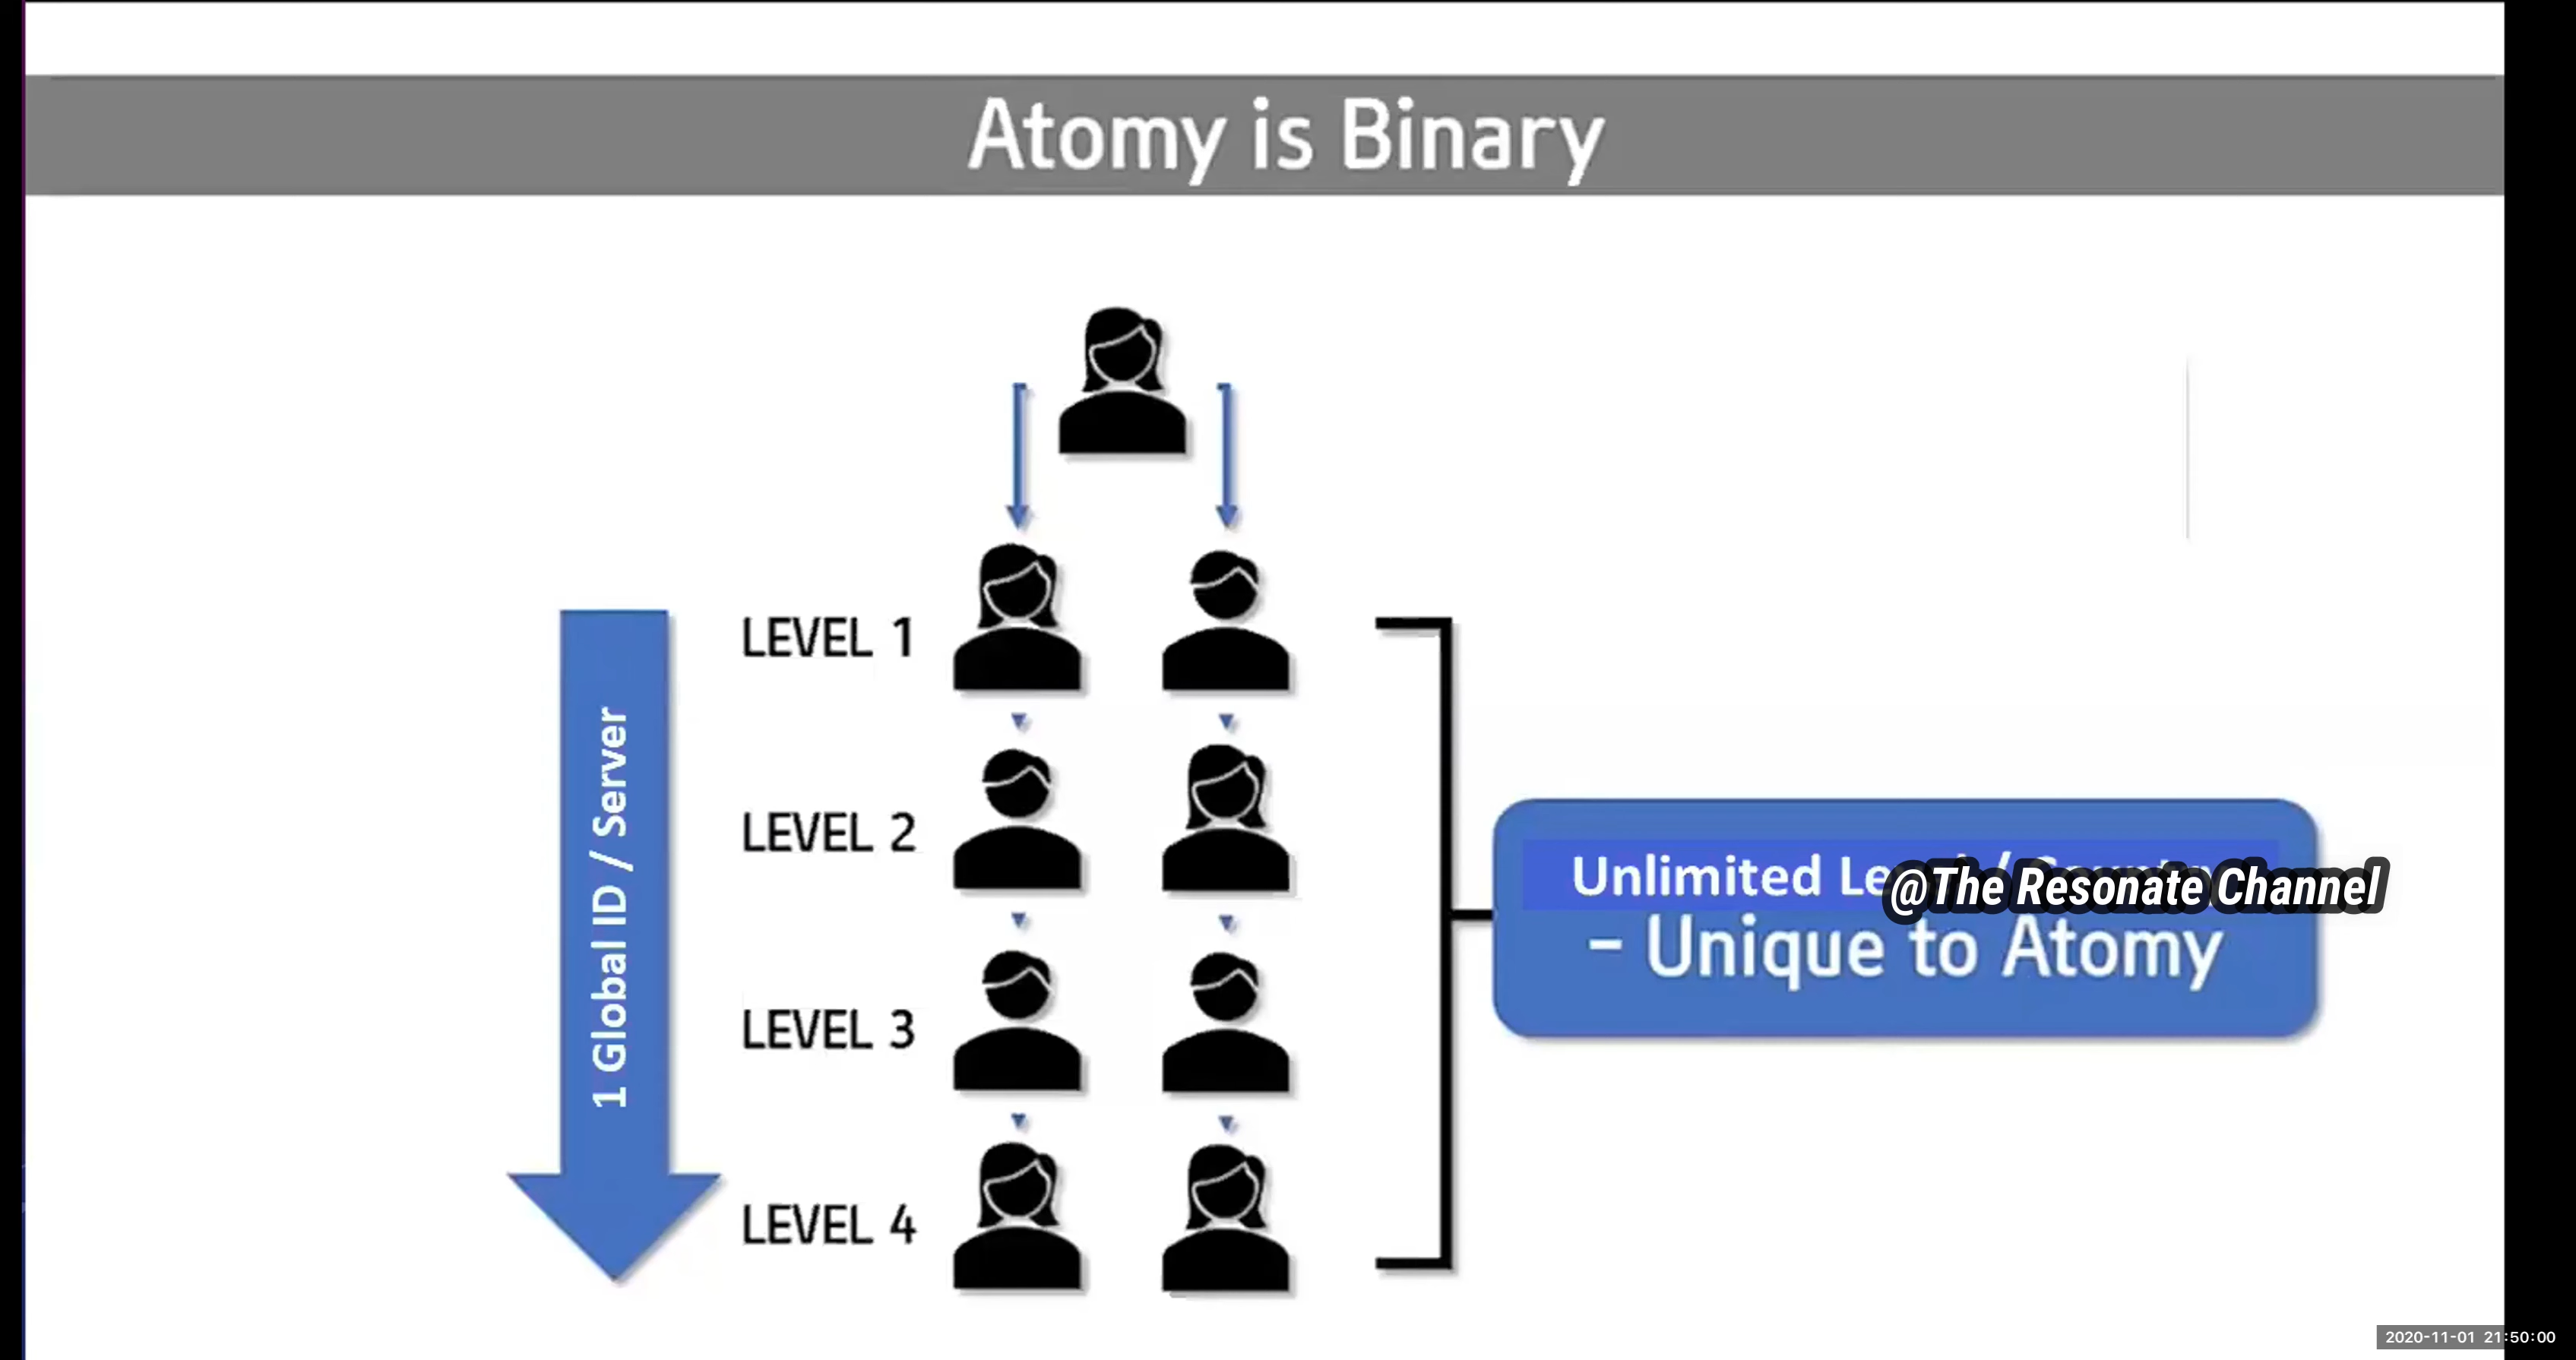 Atomy is Binary
LEVEL 1
LEVEL 2
LEVEL 3
LEVEL 4
1 Global ID / Server
Unlimited
@The Resonate Channel
- Unique to Atomy
2020-11-01 21:50:00